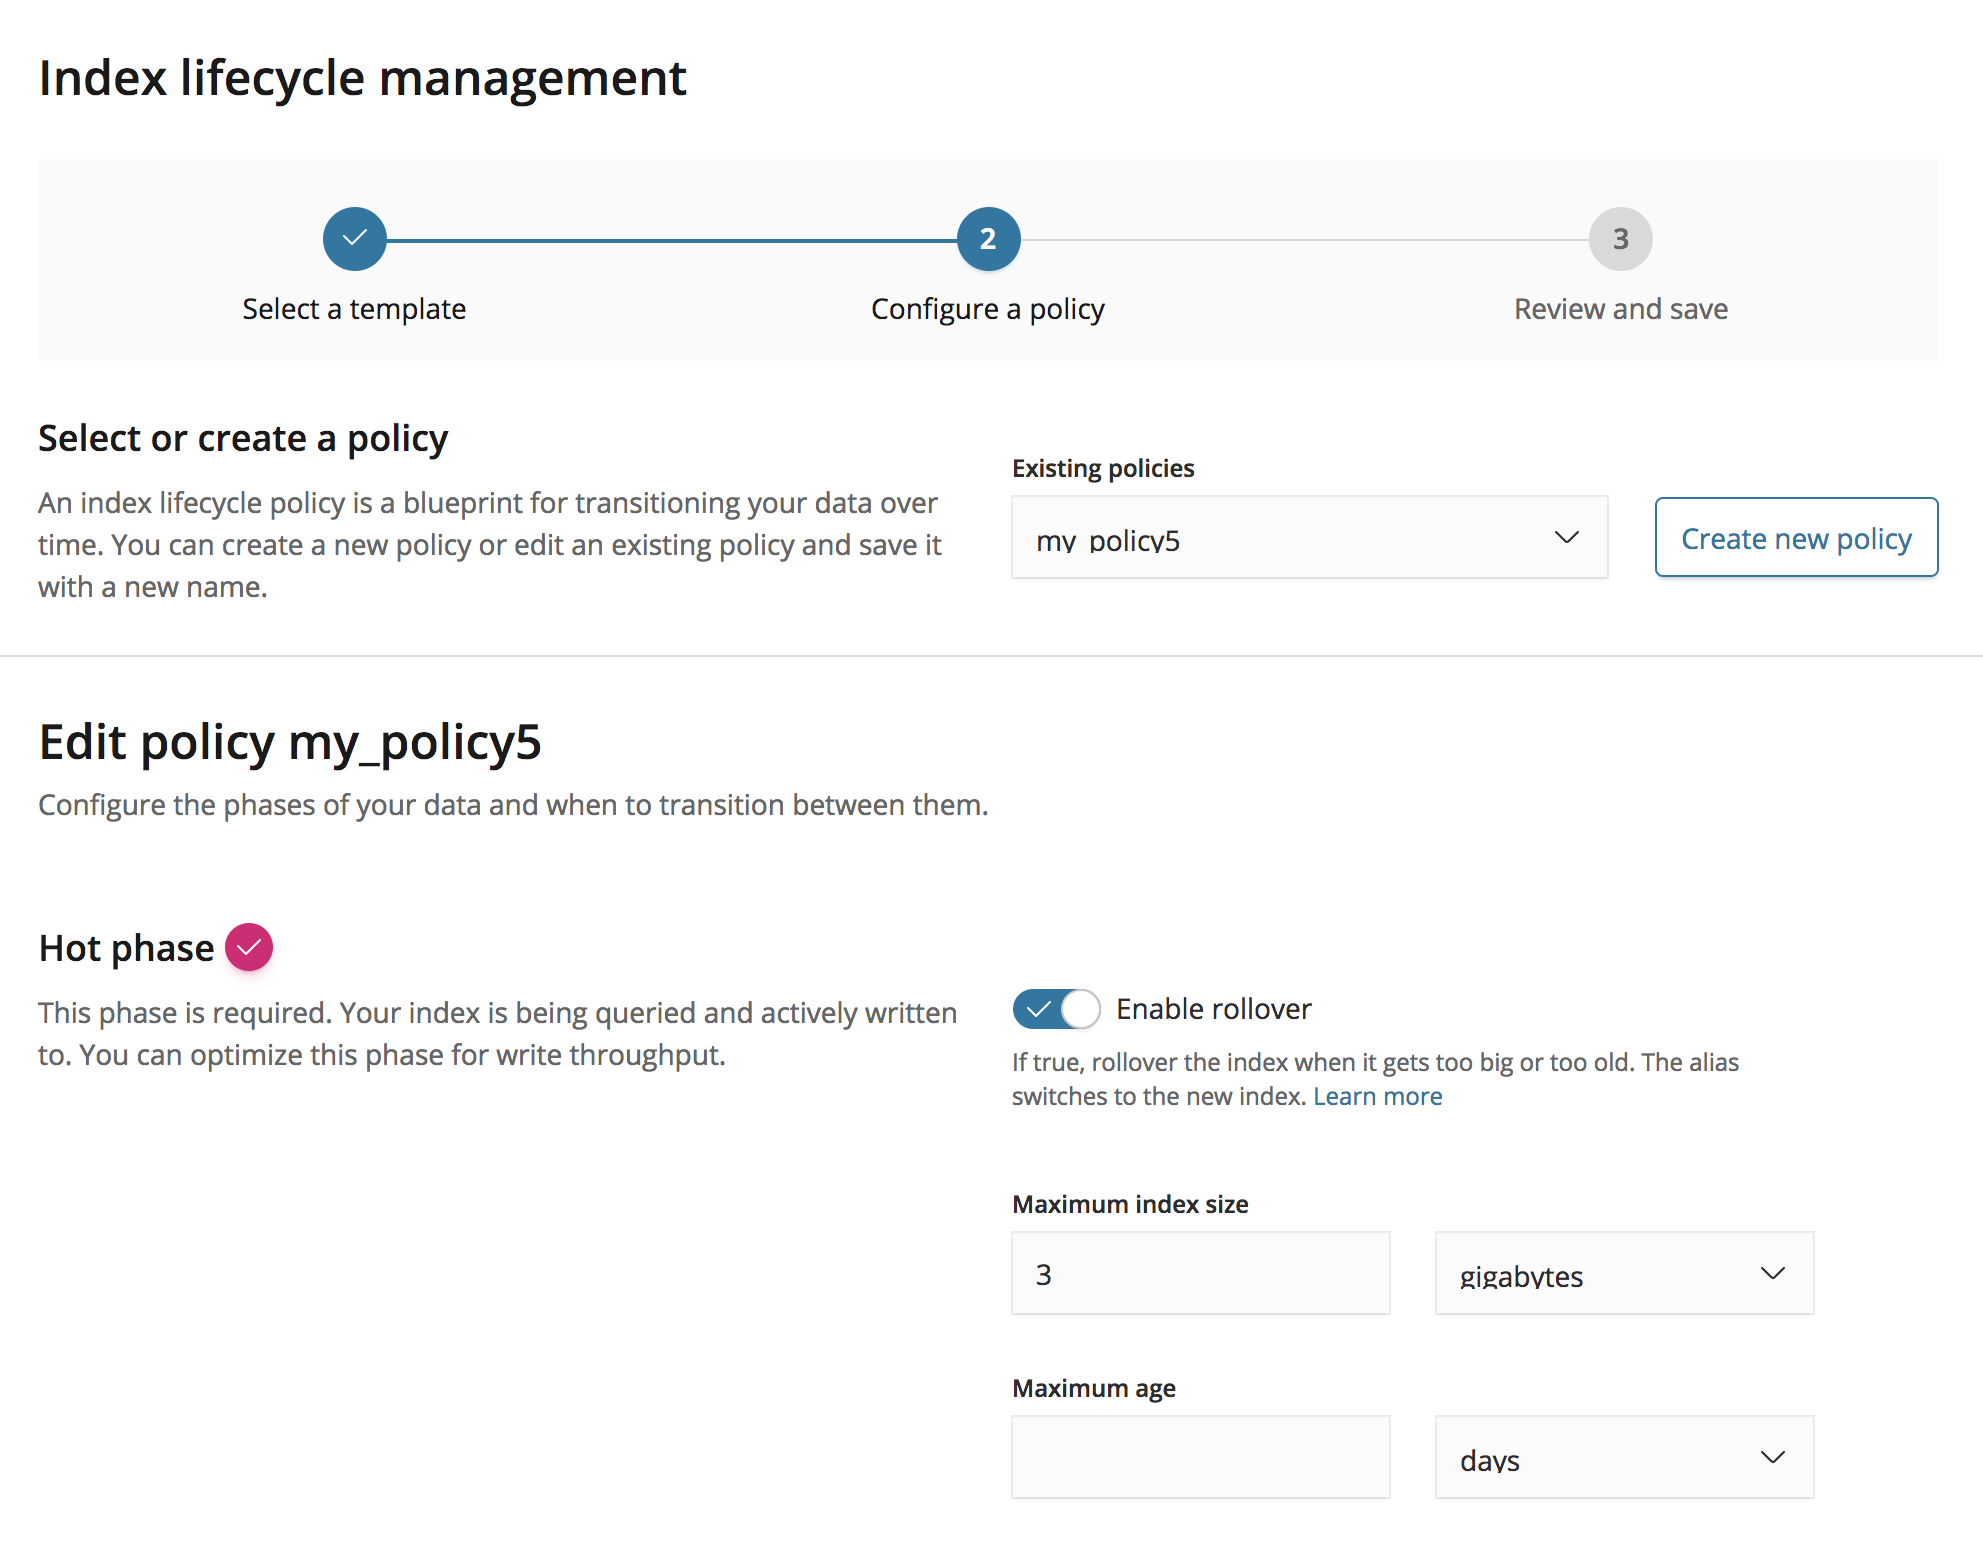 Index lifecycle management
2
3
Select a template
Configure a policy
Review and save
Select or create a policy
An index lifecycle policy is a blueprint for transitioning your data over
time. You can create a new policy or edit an existing policy and save it
with a new name.
Existing policies
my_policy5
Create new policy
Edit policy my_policy5
Configure the phases of your data and when to transition between them.
Hot phase
This phase is required. Your index is being queried and actively written
to. You can optimize this phase for write throughput.
Enable rollover
If true, rollover the index when it gets too big or too old. The alias
switches to the new index. Learn more
Maximum index size
3
gigabytes
Maximum age
days